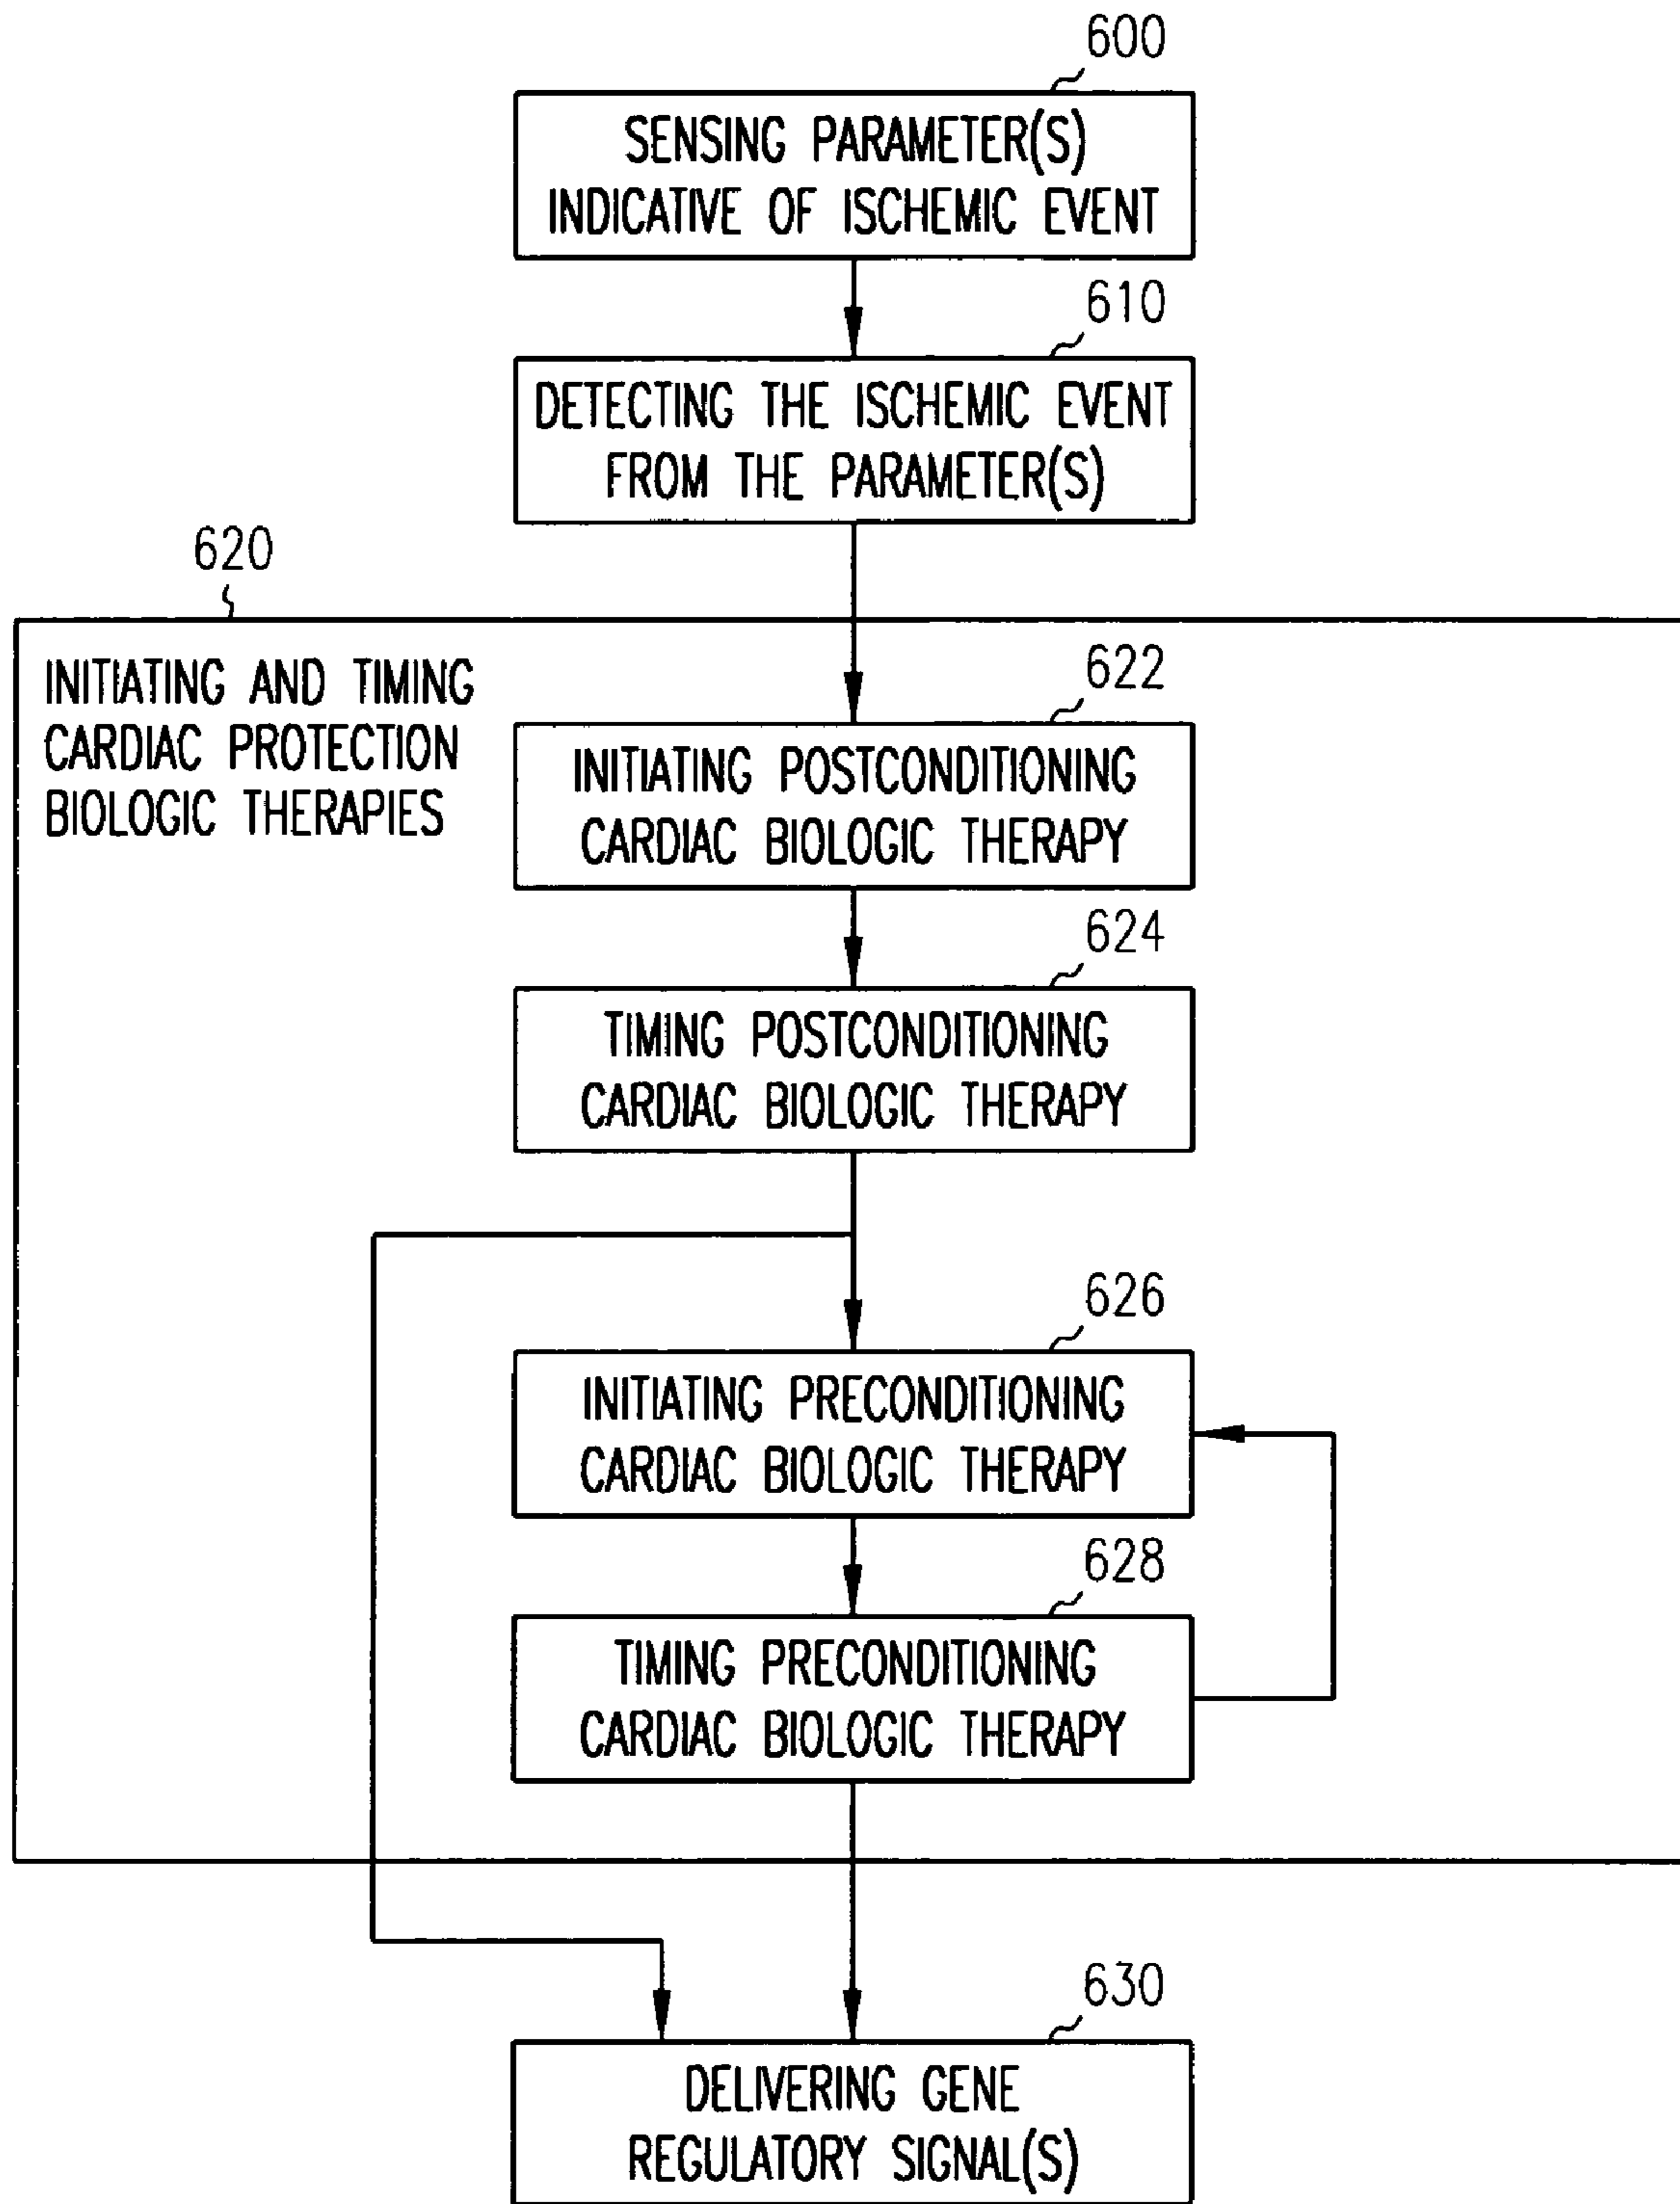 600
SENSING PARAMETER(S)
INDICATIVE OF ISCHEMIC EVENT
610
DETECTING THE ISCHEMIC EVENT
FROM THE PARAMETER(S)
620
INITIATING AND TIMING
CARDIAC PROTECTION
BIOLOGIC THERAPIES
622
INITIATING POSTCONDITIONING
CARDIAC BIOLOGIC THERAPY
624
TIMING POSTCONDITIONING
CARDIAC BIOLOGIC THERAPY
626
INITIATING PRECONDITIONING
CARDIAC BIOLOGIC THERAPY
628
TIMING PRECONDITIONING
CARDIAC BIOLOGIC THERAPY
630
DELIVERING GENE
REGULATORY SIGNAL(S)